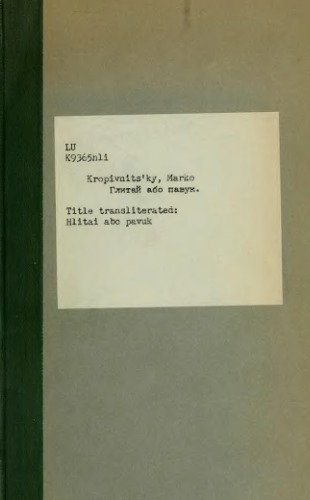 LU
K9365hli
Kropivnits'ky, Marko
Глитай або павук.
Title transliterated:
Hlitai abo pavuk